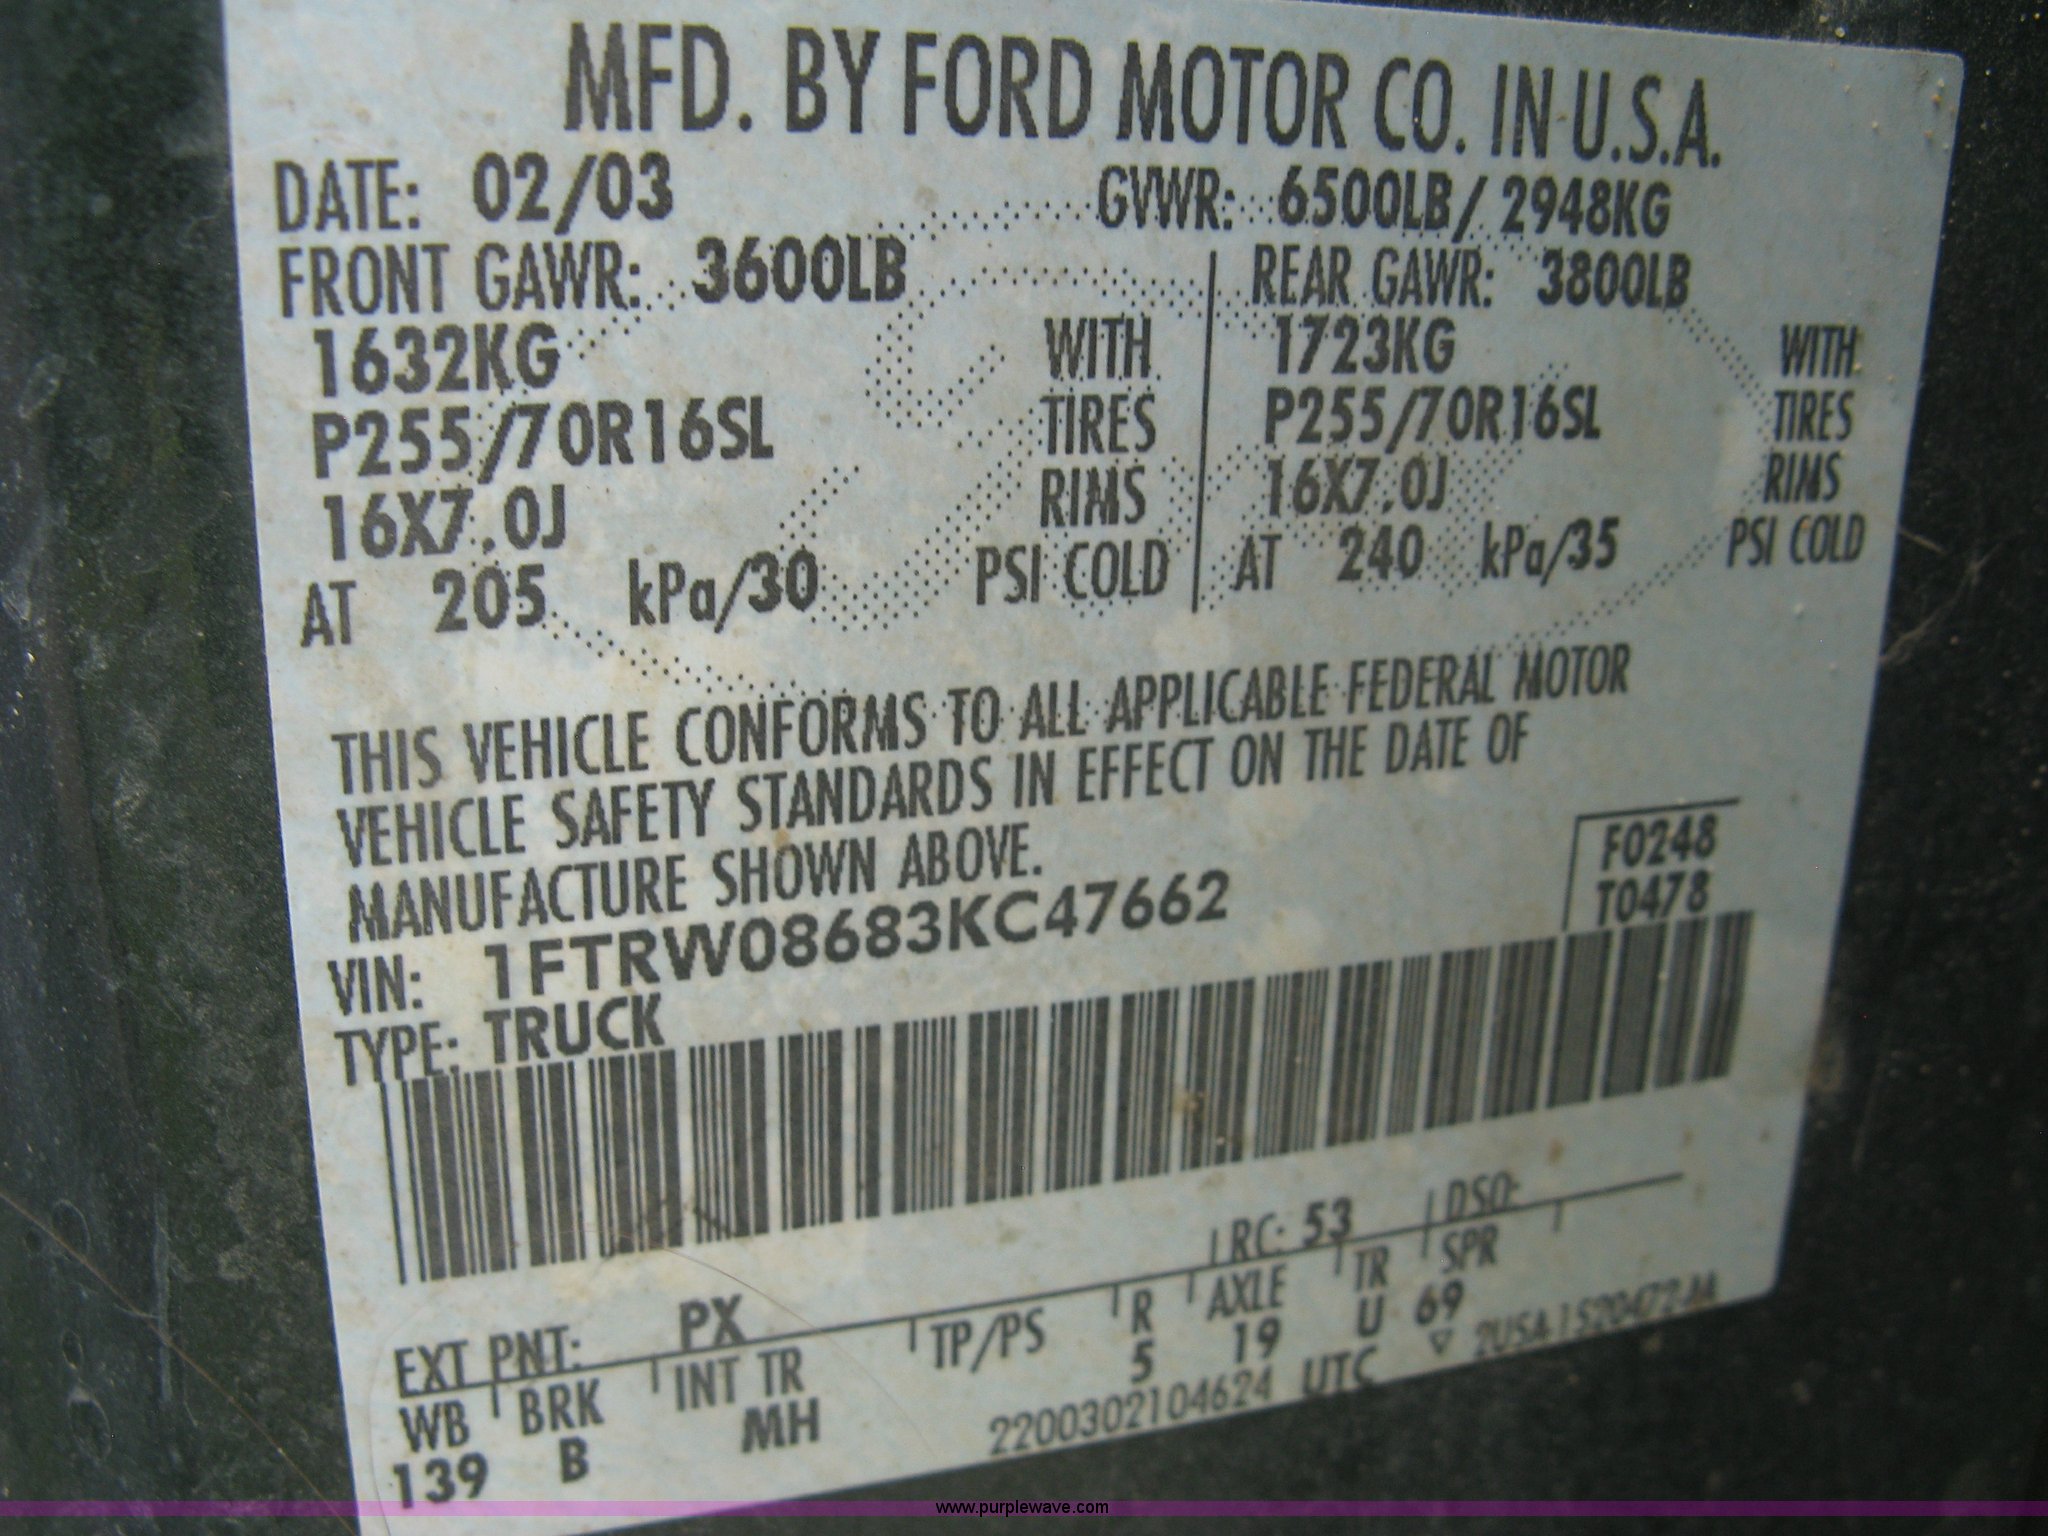 MFD. BY FORD MOTOR CO. IN U.S.A.
DATE: 02/03 GVWR: 6500LB/ 2948KG
FRONT GAWR: 3600LB REAR GAWR: 3800LB
1632KG WITH 1723KG WITH
P255/70R16SL TIRES P255/70R16SL TIRES
16X7.0J RIMS 16X7.0J RIMS
AT 205 kPa/30 PSI COLD AT 240 kPa/35 PSI COLD
THIS VEHICLE CONFORMS TO ALL APPLICABLE FEDERAL MOTOR
VEHICLE SAFETY STANDARDS IN EFFECT ON THE DATE OF
MANUFACTURE SHOWN ABOVE.
F0248
VIN: 1FTRW08683KC47662 T0478
TYPE: TRUCK
EXT PNT: PX RC: 53 DSO:
WB BRK INT TR TP/PS R AXLE TR SPR
139 B MH 5 19 U 69
2200302104624 UTC ▽ 2USA1S20472-AA
www.purplewave.com